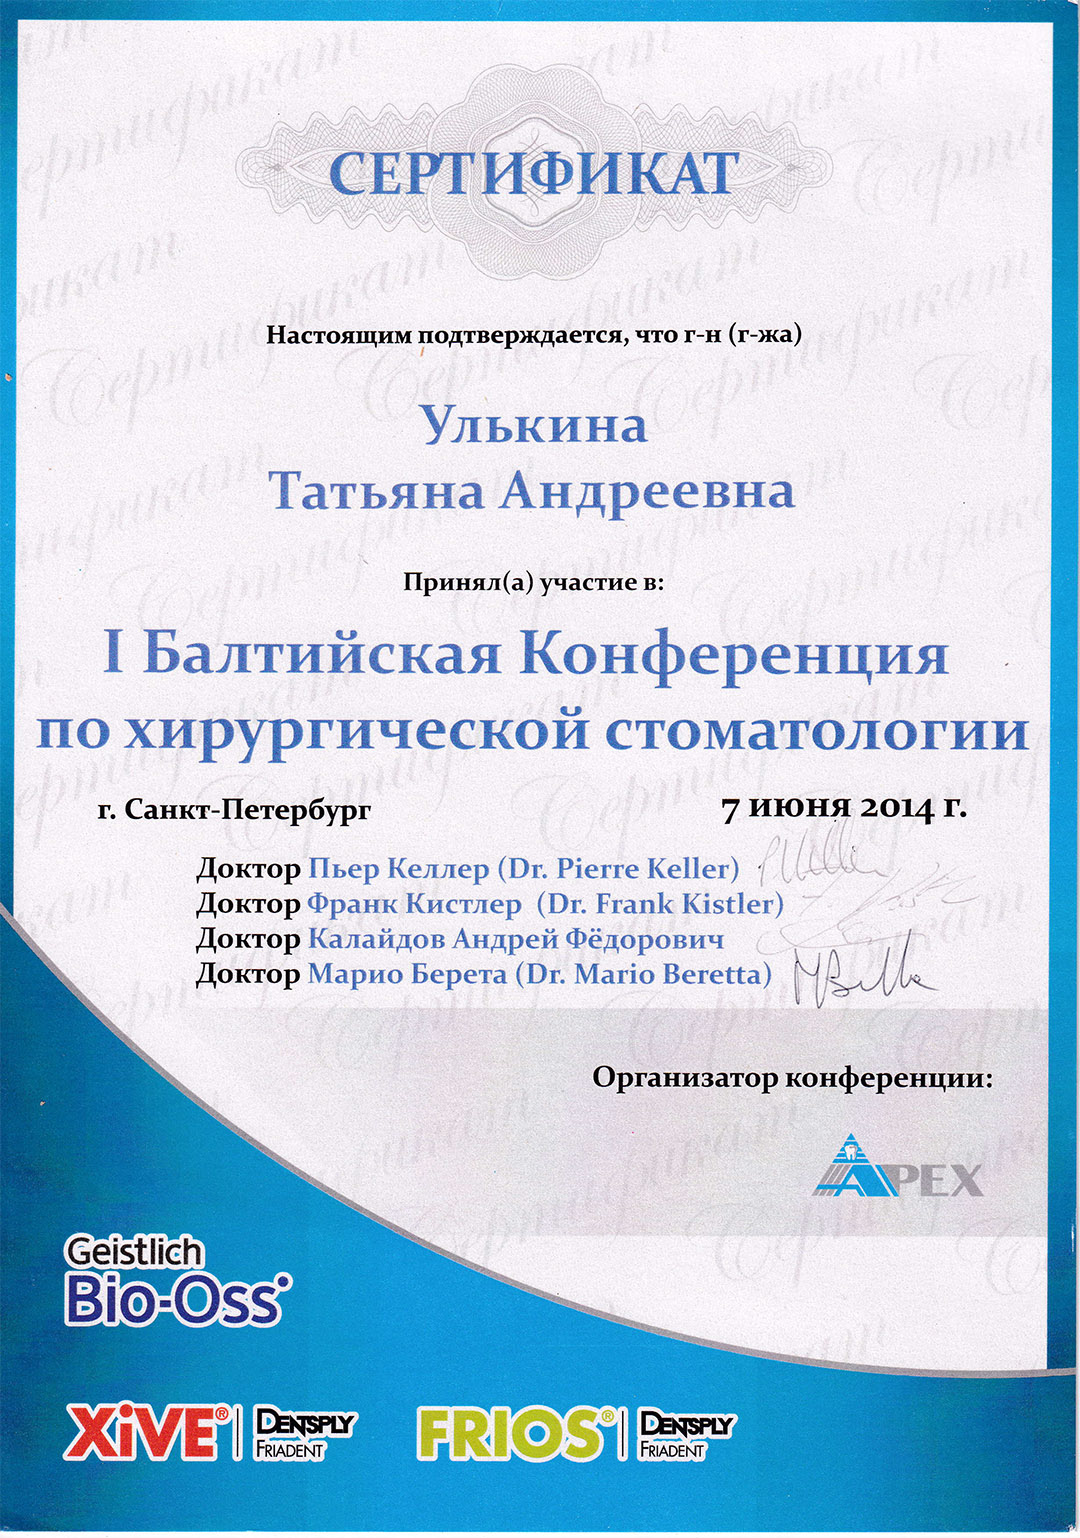 СЕРТИФИКАТ
Настоящим подтверждается, что г-н (г-жа)
Улькина
Татьяна Андреевна
Принял(а) участие в:
I Балтийская Конференция
по хирургической стоматологии
г. Санкт-Петербург 7 июня 2014 г.
Доктор Пьер Келлер (Dr. Pierre Keller)
Доктор Франк Кистлер (Dr. Frank Kistler)
Доктор Калайдов Андрей Фёдорович
Доктор Марио Берета (Dr. Mario Beretta)
Организатор конференции:
APEX
Geistlich
Bio-Oss
XiVE® | DENTSPLY FRIADENT
FRIOS® | DENTSPLY FRIADENT